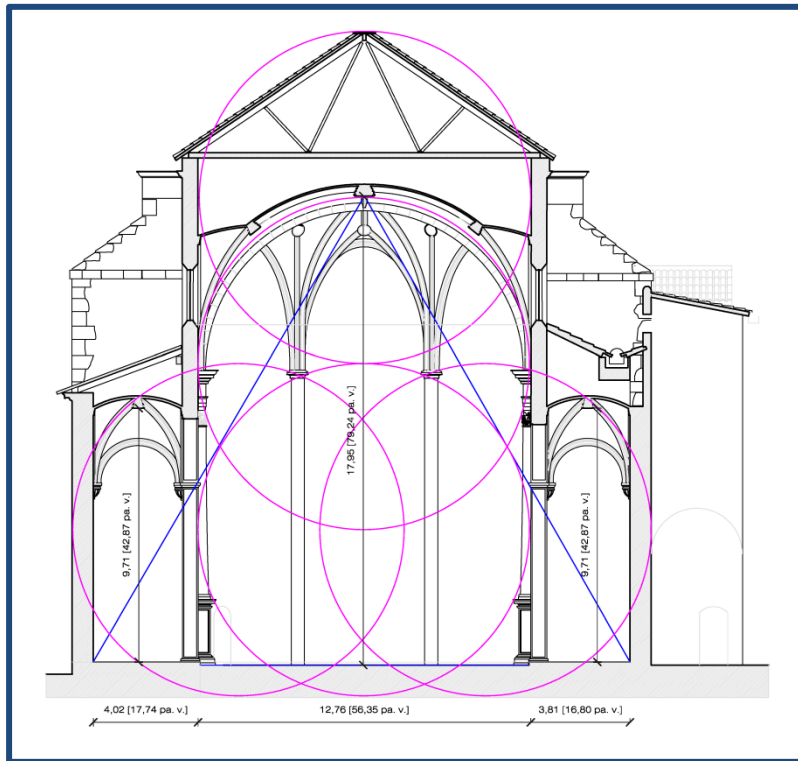 17,95 [79,24 pa. v.]
9,71 [42,87 pa. v.]
9,71 [42,87 pa. v.]
4,02 [17,74 pa. v.]
12,76 [56,35 pa. v.]
3,81 [16,80 pa. v.]